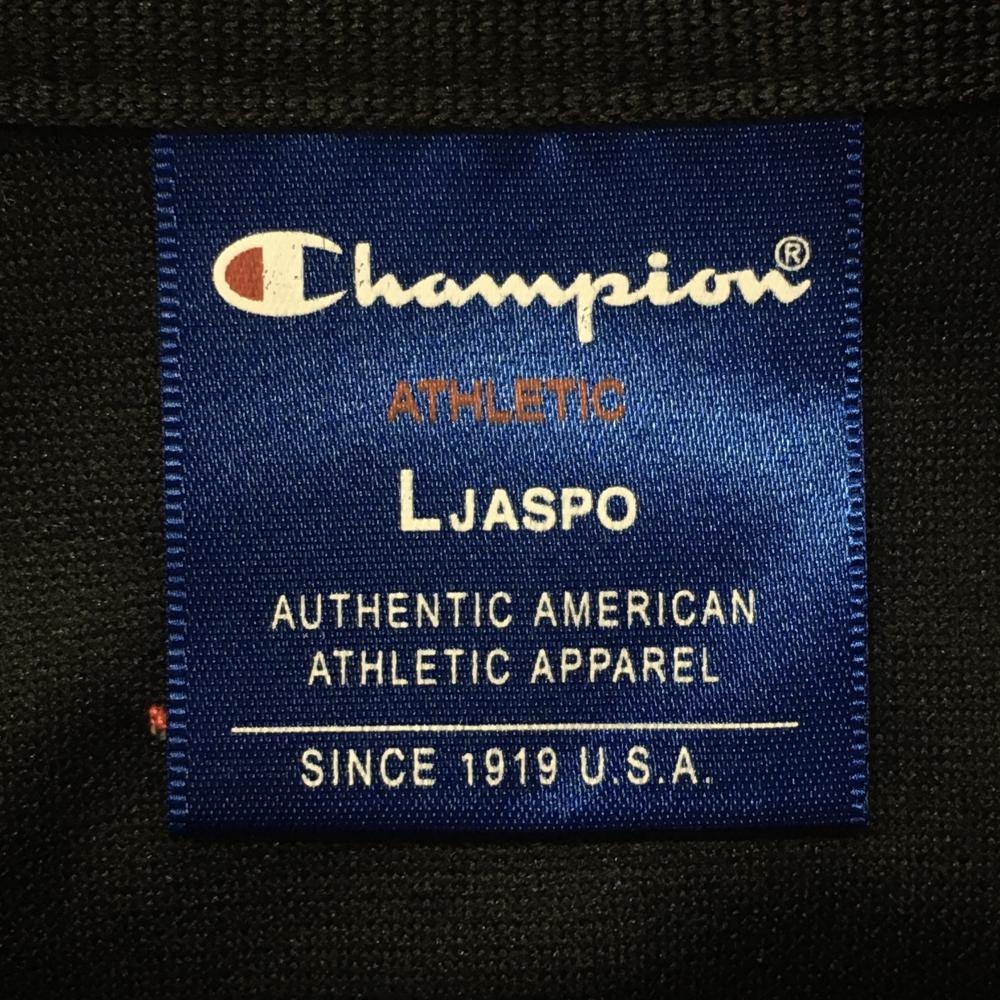 Champion®
ATHLETIC
L JASPO
AUTHENTIC AMERICAN
ATHLETIC APPAREL
SINCE 1919 U.S.A.